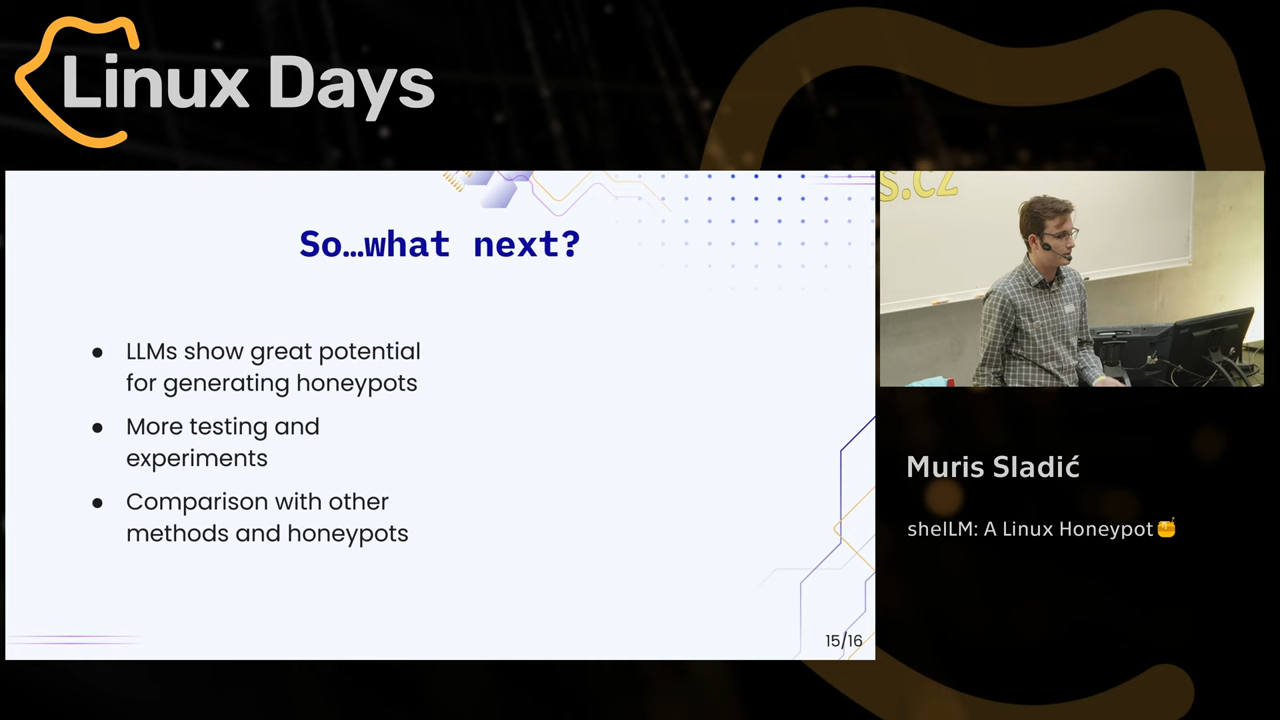 Linux Days
So…what next?
● LLMs show great potential
for generating honeypots
● More testing and
experiments
● Comparison with other
methods and honeypots
15/16
s.cz
Muris Sladić
shelLM: A Linux Honeypot🍯